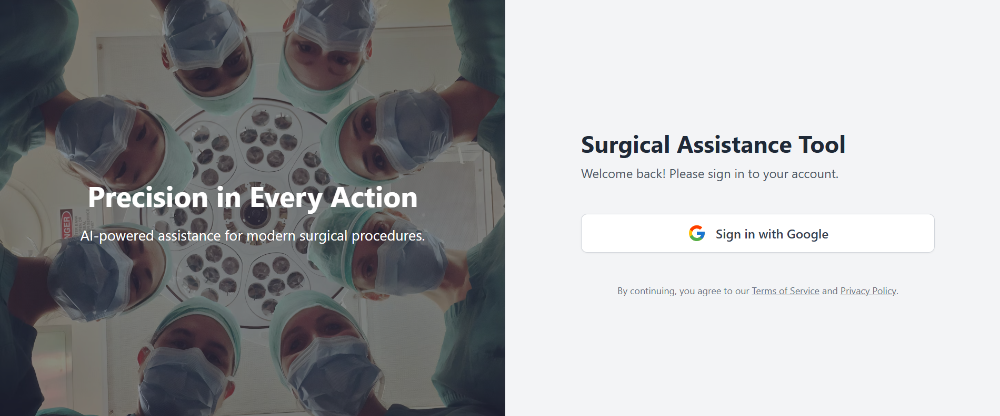 Precision in Every Action
AI-powered assistance for modern surgical procedures.
Surgical Assistance Tool
Welcome back! Please sign in to your account.
Sign in with Google
By continuing, you agree to our Terms of Service and Privacy Policy.